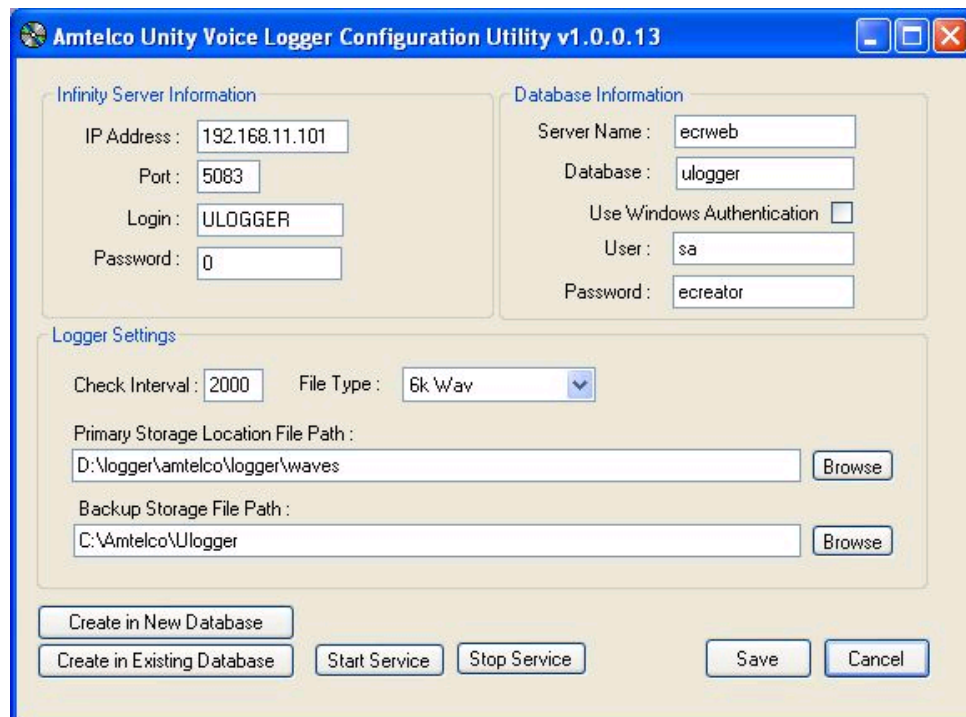 Amtelco Unity Voice Logger Configuration Utility v1.0.0.13
Infinity Server Information
IP Address : 192.168.11.101
Port : 5083
Login : ULOGGER
Password : 0
Database Information
Server Name : ecrweb
Database : ulogger
Use Windows Authentication
User : sa
Password : ecreator
Logger Settings
Check Interval : 2000 File Type : 6k Wav
Primary Storage Location File Path :
D:\logger\amtelco\logger\waves Browse
Backup Storage File Path :
C:\Amtelco\Ulogger Browse
Create in New Database
Create in Existing Database Start Service Stop Service Save Cancel